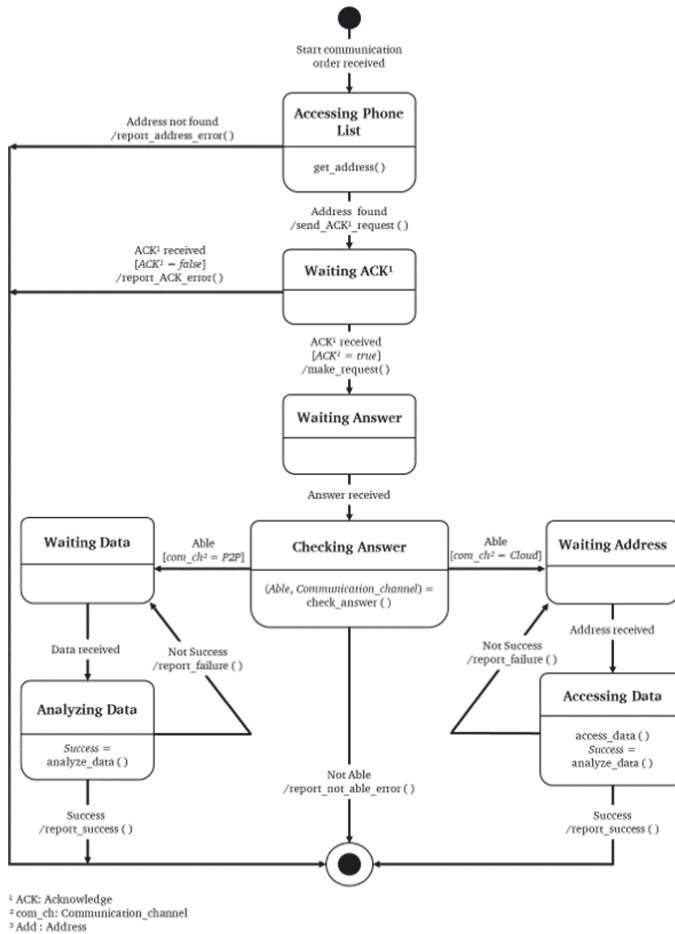 Start communication
order received
Accessing Phone
List
get_address( )
Address not found
/report_address_error( )
Address found
/send_ACK¹_request ( )
ACK¹ received
[ACK¹ = false]
/report_ACK_error( )
Waiting ACK¹
ACK¹ received
[ACK¹ = true]
/make_request( )
Waiting Answer
Answer received
Waiting Data
Able
[com_ch² = P2P]
Checking Answer
(Able, Communication_channel) =
check_answer ( )
Able
[com_ch² = Cloud]
Waiting Address
Data received
Not Success
/report_failure ( )
Not Success
/report_failure ( )
Address received
Analyzing Data
Success =
analyze_data ( )
Accessing Data
access_data ( )
Success =
analyze_data ( )
Not Able
/report_not_able_error ( )
Success
/report_success ( )
Success
/report_success ( )
¹ ACK: Acknowledge
² com_ch: Communication_channel
³ Add : Address